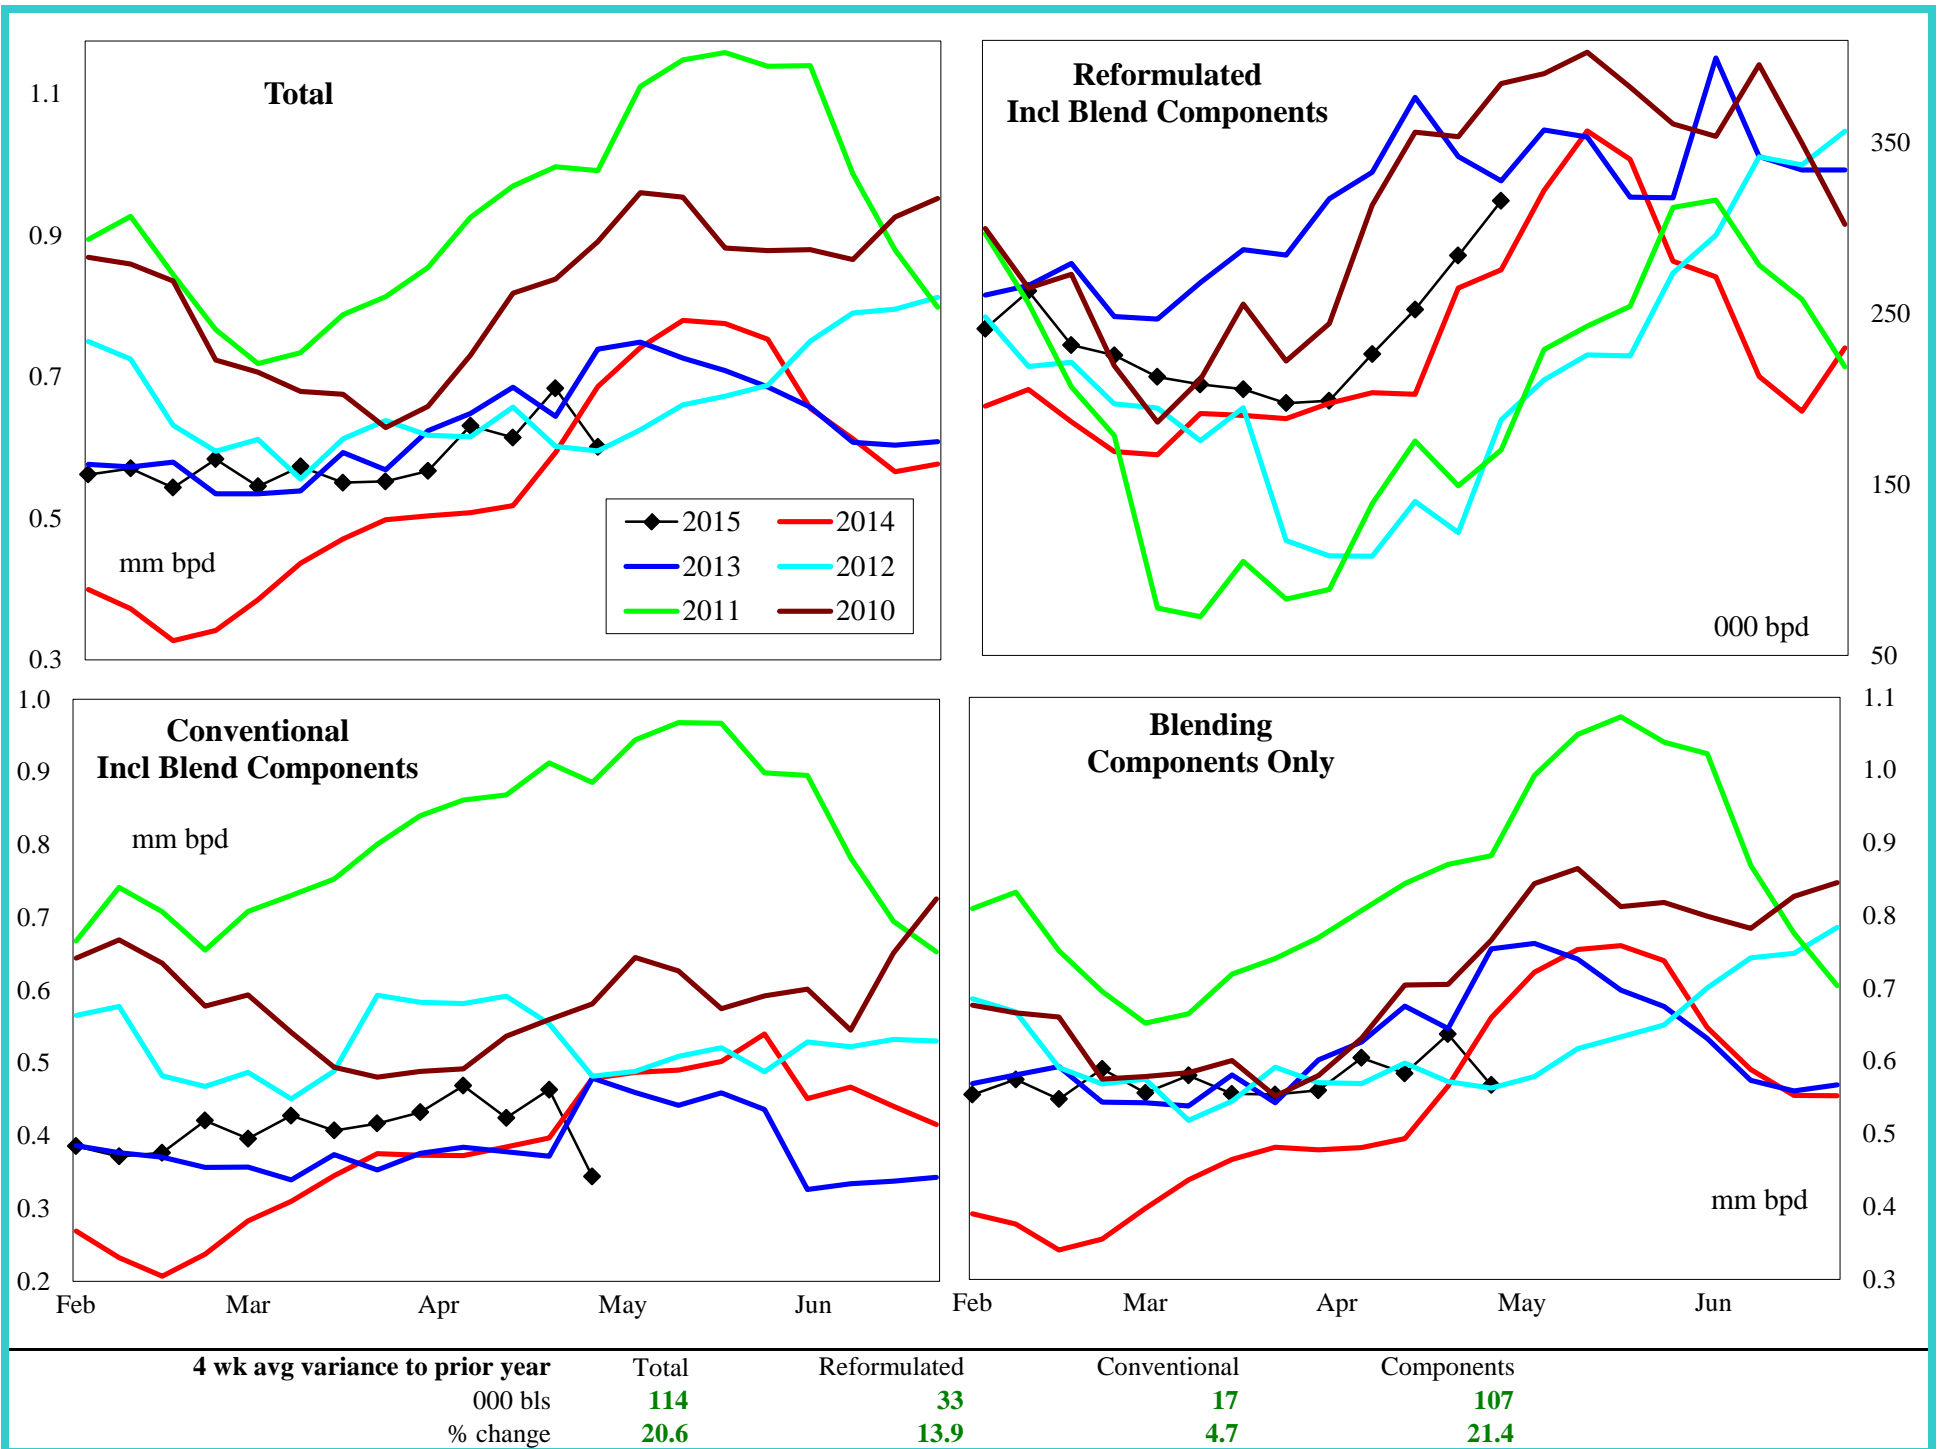 Total
1.1
0.9
0.7
0.5
0.3
mm bpd
2015 2014
2013 2012
2011 2010
Reformulated
Incl Blend Components
350
250
150
50
000 bpd
Conventional
Incl Blend Components
mm bpd
1.0
0.9
0.8
0.7
0.6
0.5
0.4
0.3
0.2
Feb Mar Apr May Jun
Blending
Components Only
1.1
1.0
0.9
0.8
0.7
0.6
0.5
0.4
0.3
mm bpd
Feb Mar Apr May Jun
4 wk avg variance to prior year Total Reformulated Conventional Components
000 bls 114 33 17 107
% change 20.6 13.9 4.7 21.4